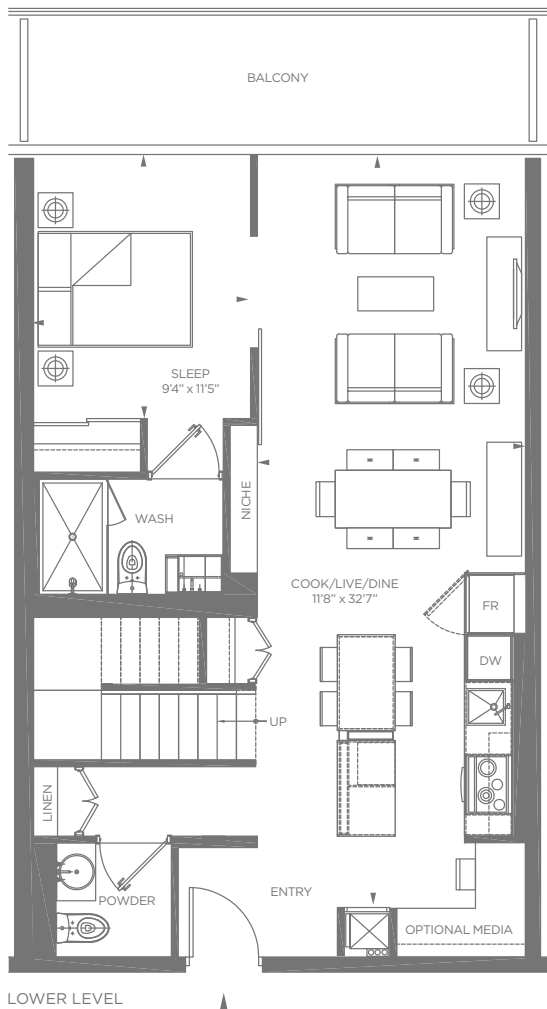 BALCONY
SLEEP
9'4" x 11'5"
WASH
NICHE
COOK/LIVE/DINE
11'8" x 32'7"
FR
DW
UP
LINEN
POWDER
ENTRY
OPTIONAL MEDIA
LOWER LEVEL